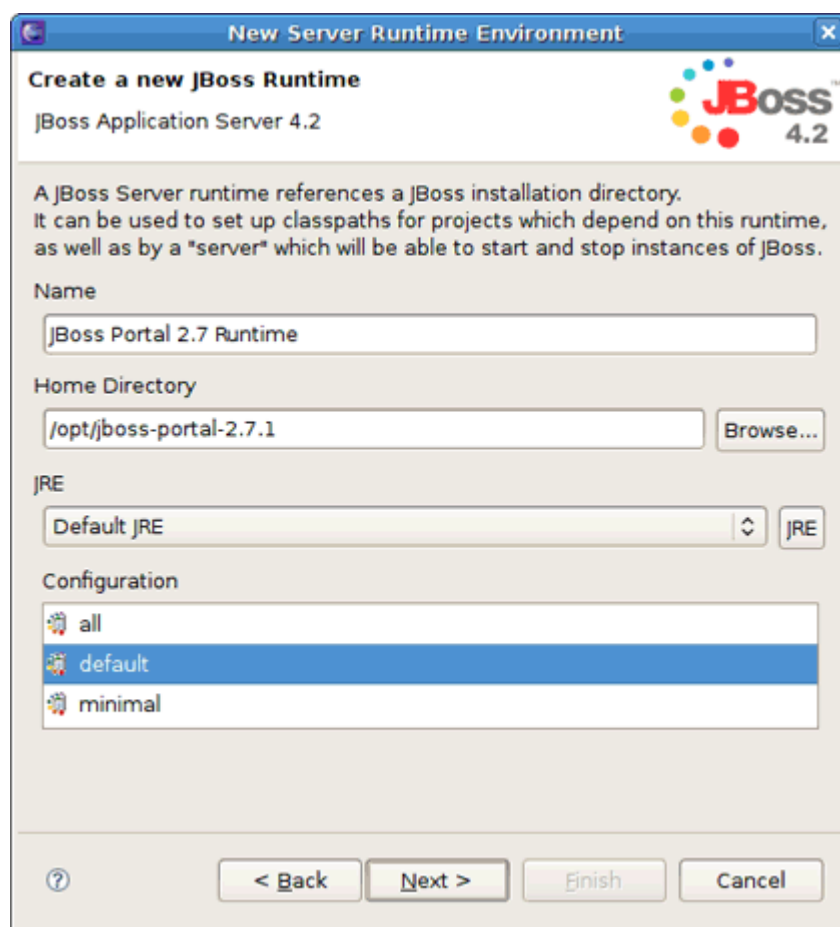 New Server Runtime Environment
Create a new JBoss Runtime
JBoss Application Server 4.2
JBoss
4.2
A JBoss Server runtime references a JBoss installation directory.
It can be used to set up classpaths for projects which depend on this runtime,
as well as by a "server" which will be able to start and stop instances of JBoss.
Name
JBoss Portal 2.7 Runtime
Home Directory
/opt/jboss-portal-2.7.1
Browse...
JRE
Default JRE
JRE
Configuration
all
default
minimal
? < Back Next > Finish Cancel